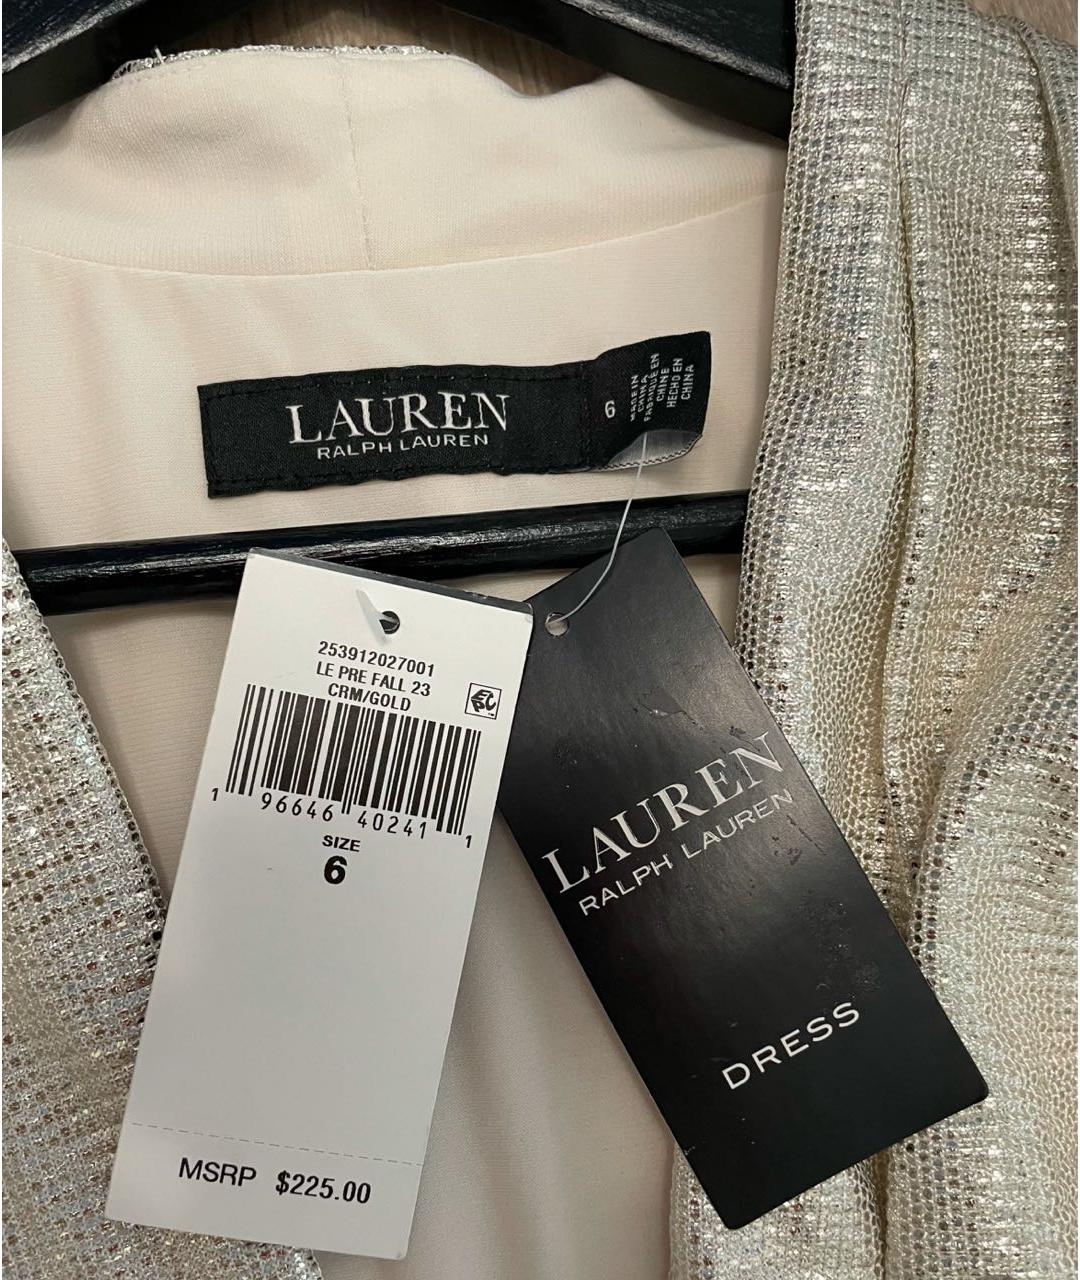 LAUREN
RALPH LAUREN
6
MADE IN
CHINA
FABRIQUÉ EN
CHINE
HECHO EN
CHINA
253912027001
LE PRE FALL 23
CRM/GOLD
1 96646 40241 1
SIZE
6
MSRP $225.00
LAUREN
RALPH LAUREN
DRESS